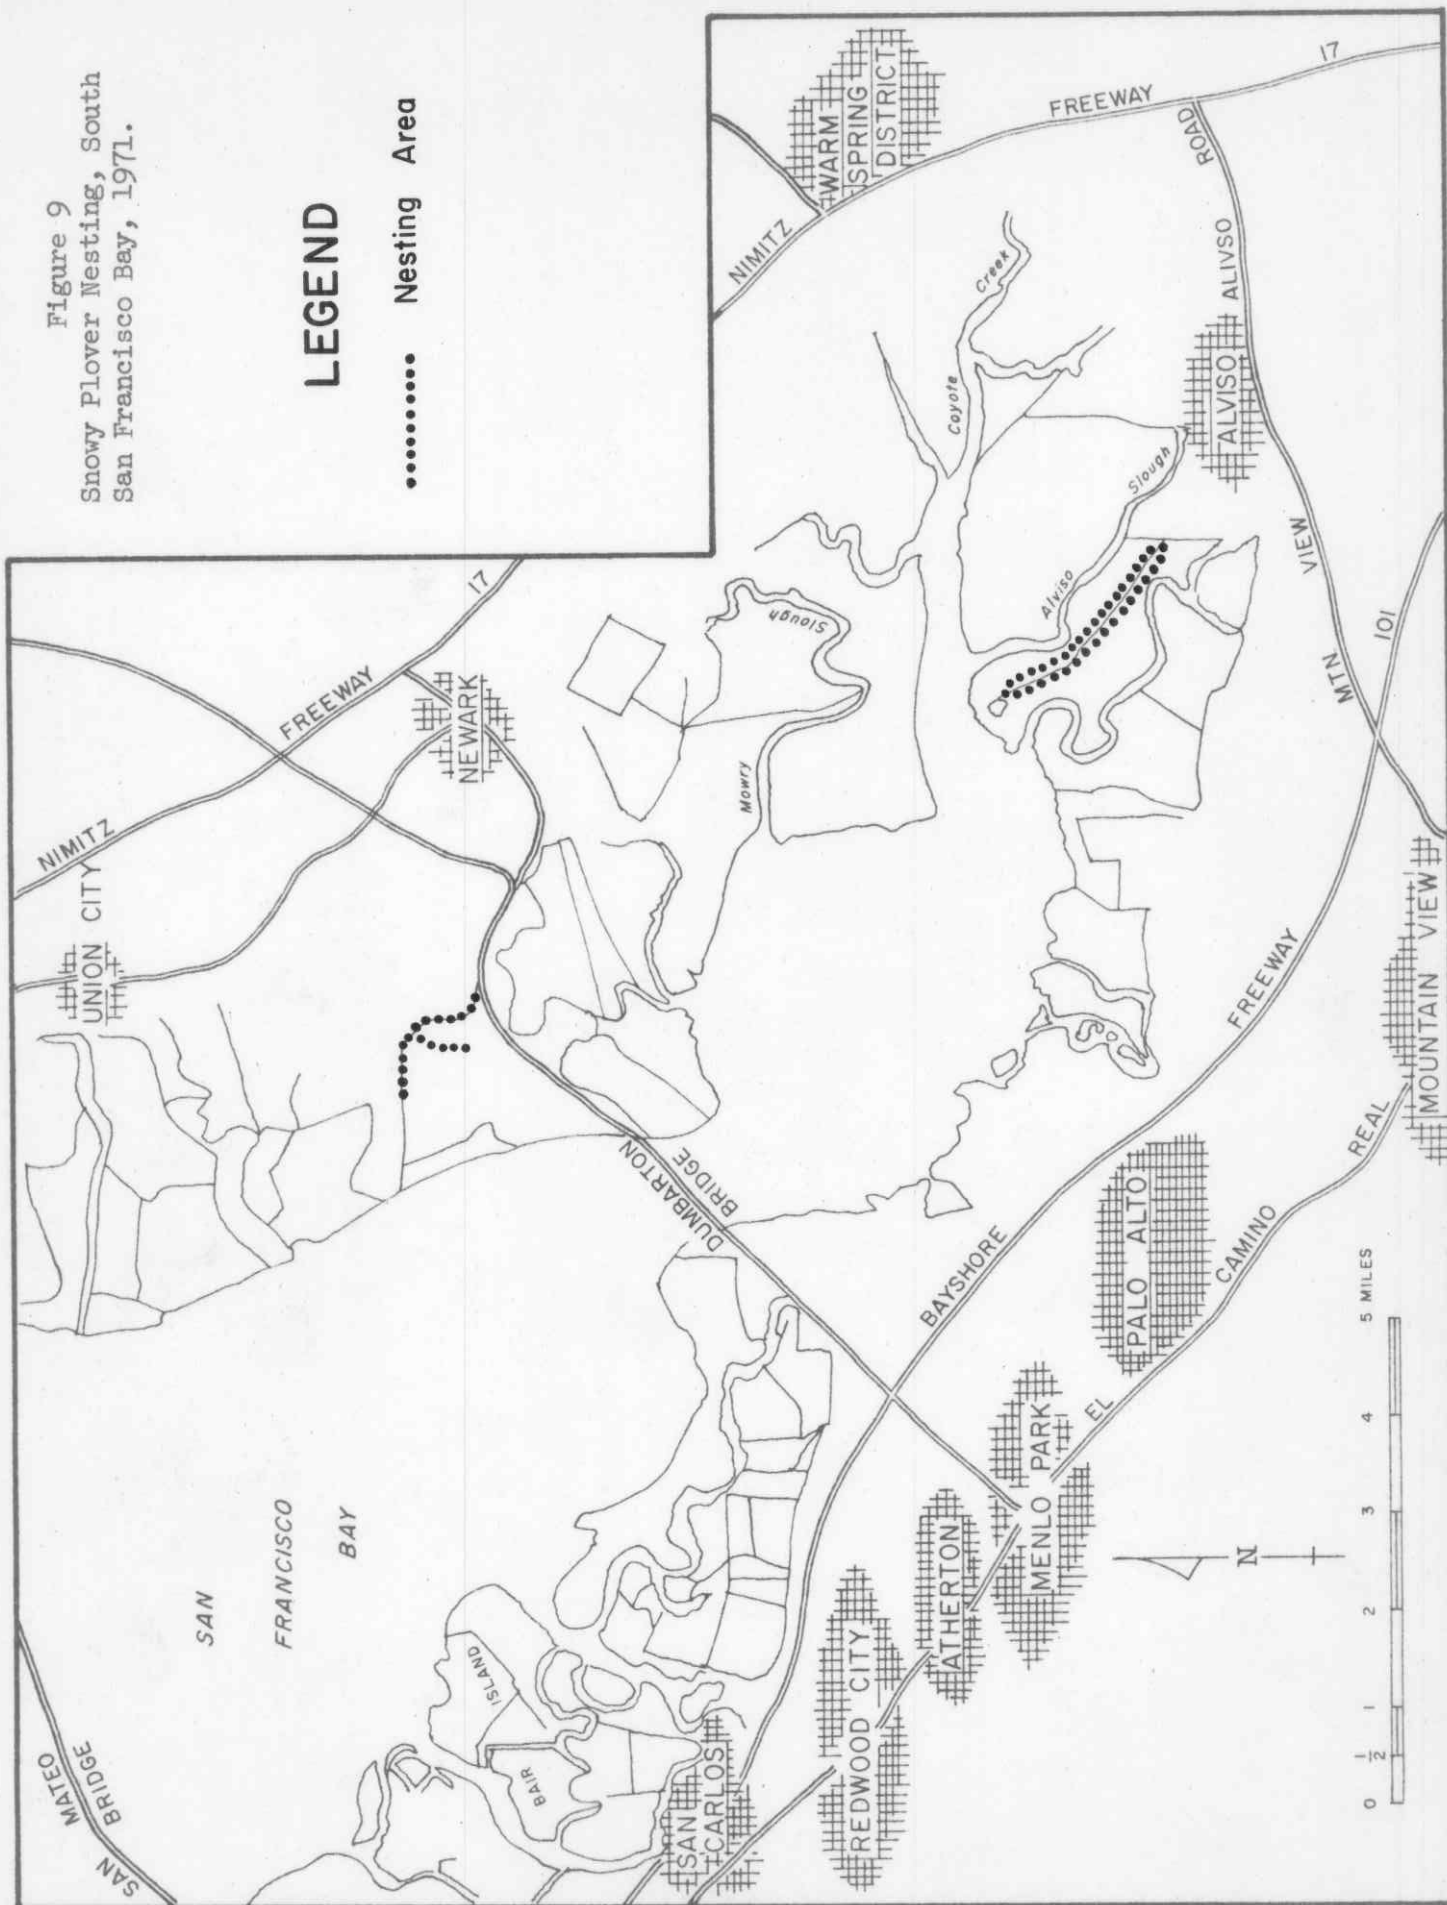 Figure 9
Snowy Plover Nesting, South
San Francisco Bay, 1971.
LEGEND
Nesting Area
SAN
MATEO
BRIDGE
SAN
FRANCISCO
BAY
UNION CITY
NIMITZ
FREEWAY
17
NEWARK
DUMBARTON
BRIDGE
Mowry
Slough
BAIR
ISLAND
SAN
CARLOS
REDWOOD CITY
ATHERTON
MENLO PARK
PALO ALTO
EL
CAMINO
REAL
BAYSHORE
FREEWAY
101
MOUNTAIN VIEW
MTN
VIEW
ALIVSO
ROAD
ALVISO
Alviso
Slough
Coyote
Creek
NIMITZ
FREEWAY
17
WARM
SPRING
DISTRICT
N
0 1/2 1 2 3 4 5 MILES